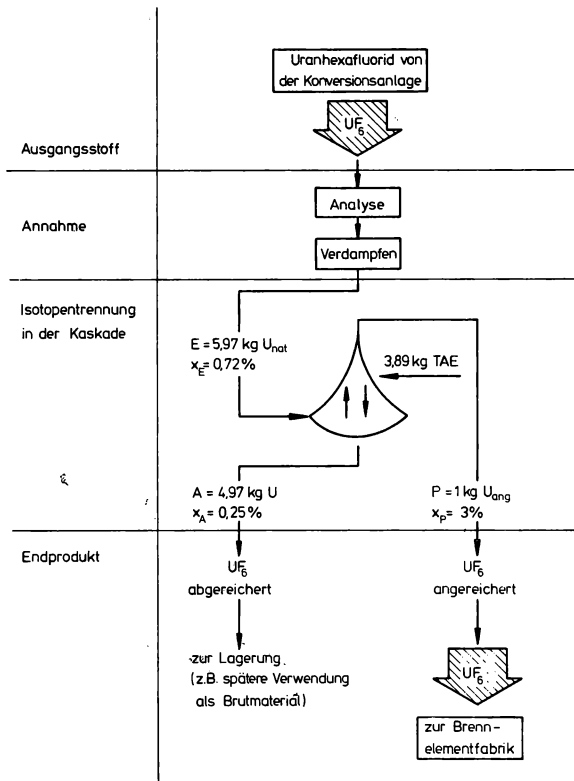 Uranhexafluorid von
der Konversionsanlage
UF6
Ausgangsstoff
Analyse
Annahme
Verdampfen
Isotopentrennung
in der Kaskade
E = 5,97 kg Unat
xE = 0,72 %
3,89 kg TAE
A = 4,97 kg U
xA = 0,25 %
P = 1 kg Uang
xP = 3 %
Endprodukt
UF6
abgereichert
UF6
angereichert
zur Lagerung
(z.B. spätere Verwendung
als Brutmaterial)
UF6
zur Brenn-
elementfabrik